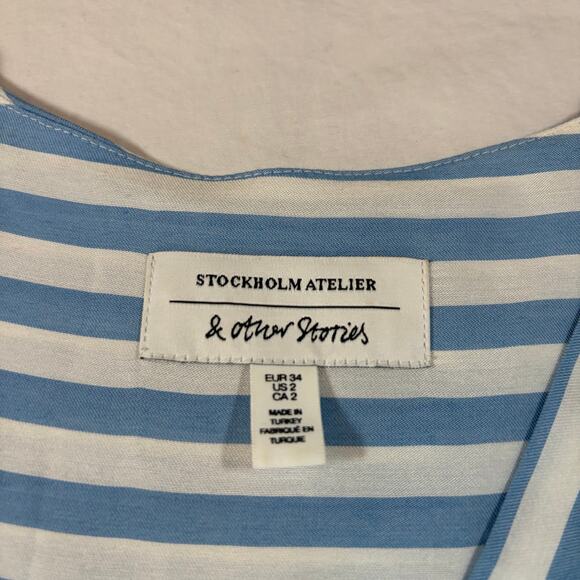 STOCKHOLM ATELIER
& other Stories
EUR 34
US 2
CA 2
MADE IN
TURKEY
FABRIQUÉ EN
TURQUIE